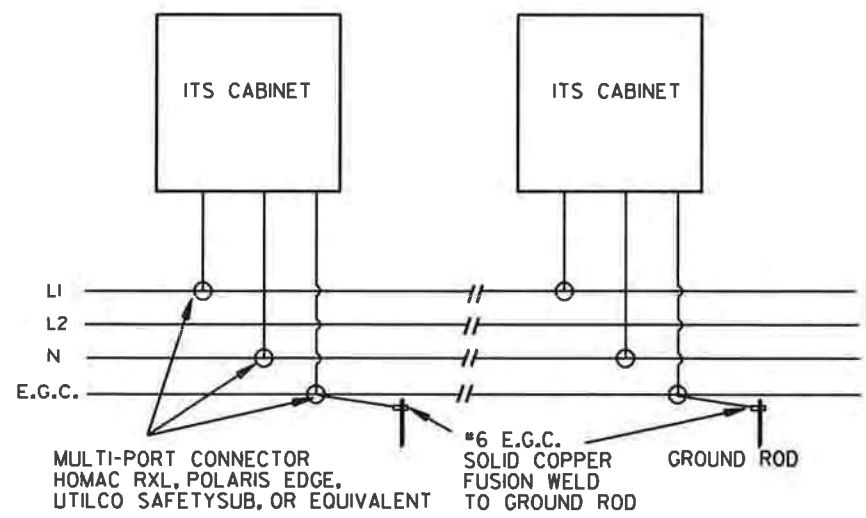 ITS CABINET
ITS CABINET
L1
L2
N
E.G.C.
MULTI-PORT CONNECTOR
HOMAC RXL, POLARIS EDGE,
UTILCO SAFETYSUB, OR EQUIVALENT
#6 E.G.C.
SOLID COPPER
FUSION WELD
TO GROUND ROD
GROUND ROD